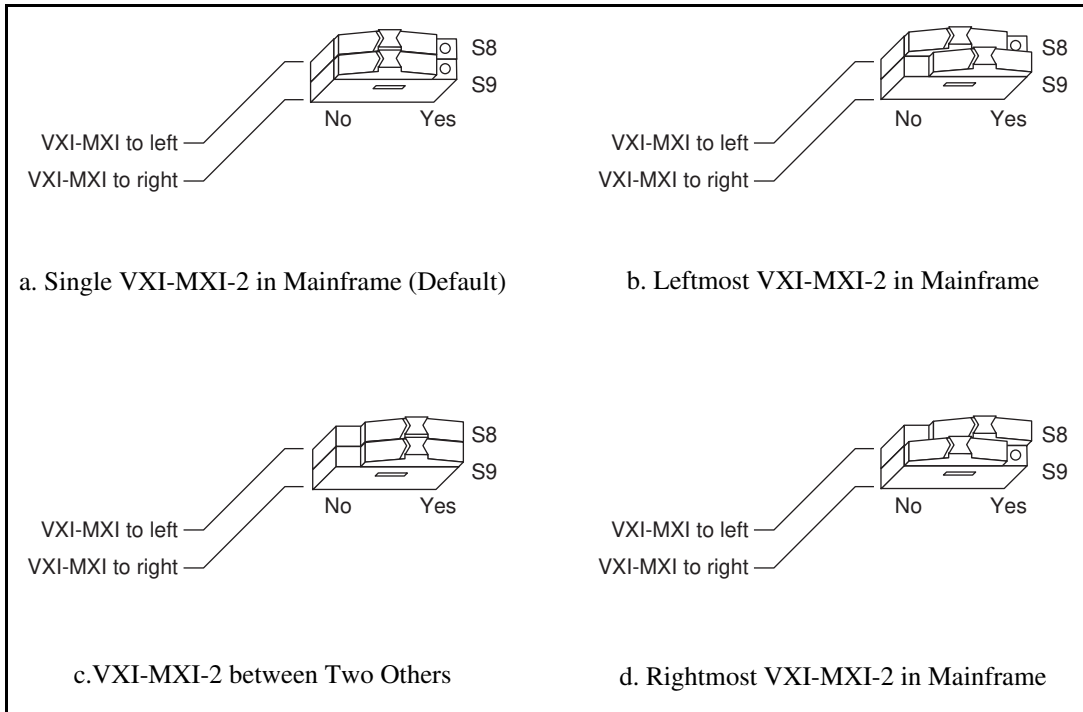 S8
S9
No Yes
VXI-MXI to left
VXI-MXI to right
a. Single VXI-MXI-2 in Mainframe (Default)
S8
S9
No Yes
VXI-MXI to left
VXI-MXI to right
b. Leftmost VXI-MXI-2 in Mainframe
S8
S9
No Yes
VXI-MXI to left
VXI-MXI to right
c.VXI-MXI-2 between Two Others
S8
S9
No Yes
VXI-MXI to left
VXI-MXI to right
d. Rightmost VXI-MXI-2 in Mainframe